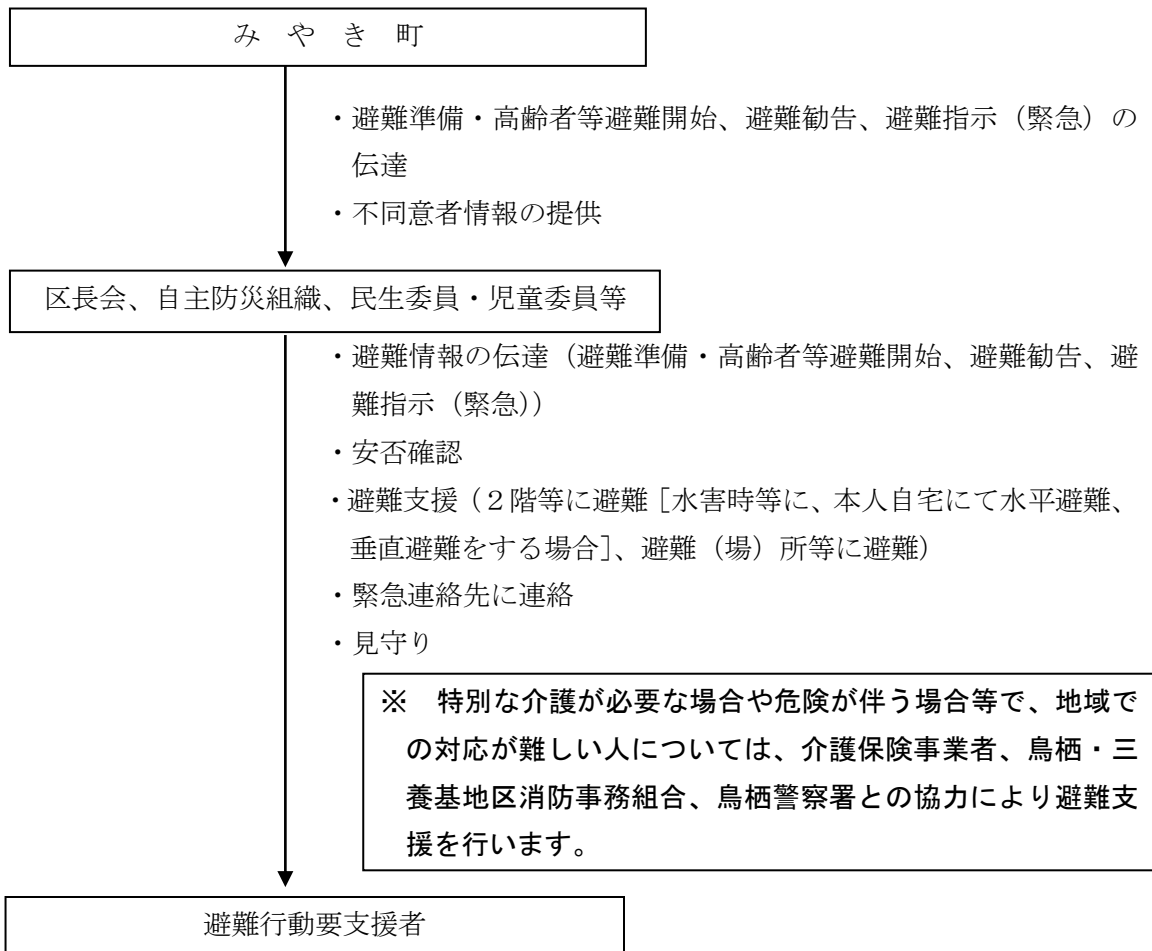 み や き 町
・避難準備・高齢者等避難開始、避難勧告、避難指示（緊急）の
伝達
・不同意者情報の提供
区長会、自主防災組織、民生委員・児童委員等
・避難情報の伝達（避難準備・高齢者等避難開始、避難勧告、避
難指示（緊急））
・安否確認
・避難支援（２階等に避難［水害時等に、本人自宅にて水平避難、
垂直避難をする場合］、避難（場）所等に避難）
・緊急連絡先に連絡
・見守り
※　特別な介護が必要な場合や危険が伴う場合等で、地域で
の対応が難しい人については、介護保険事業者、鳥栖・三
養基地区消防事務組合、鳥栖警察署との協力により避難支
援を行います。
避難行動要支援者